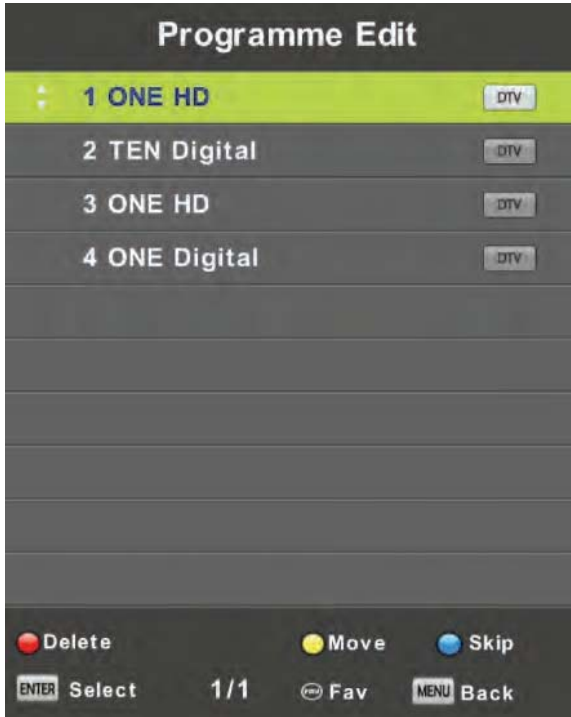 Programme Edit
1 ONE HD DTV
2 TEN Digital DTV
3 ONE HD DTV
4 ONE Digital DTV
Delete Move Skip
ENTER Select 1/1 FAV Fav MENU Back